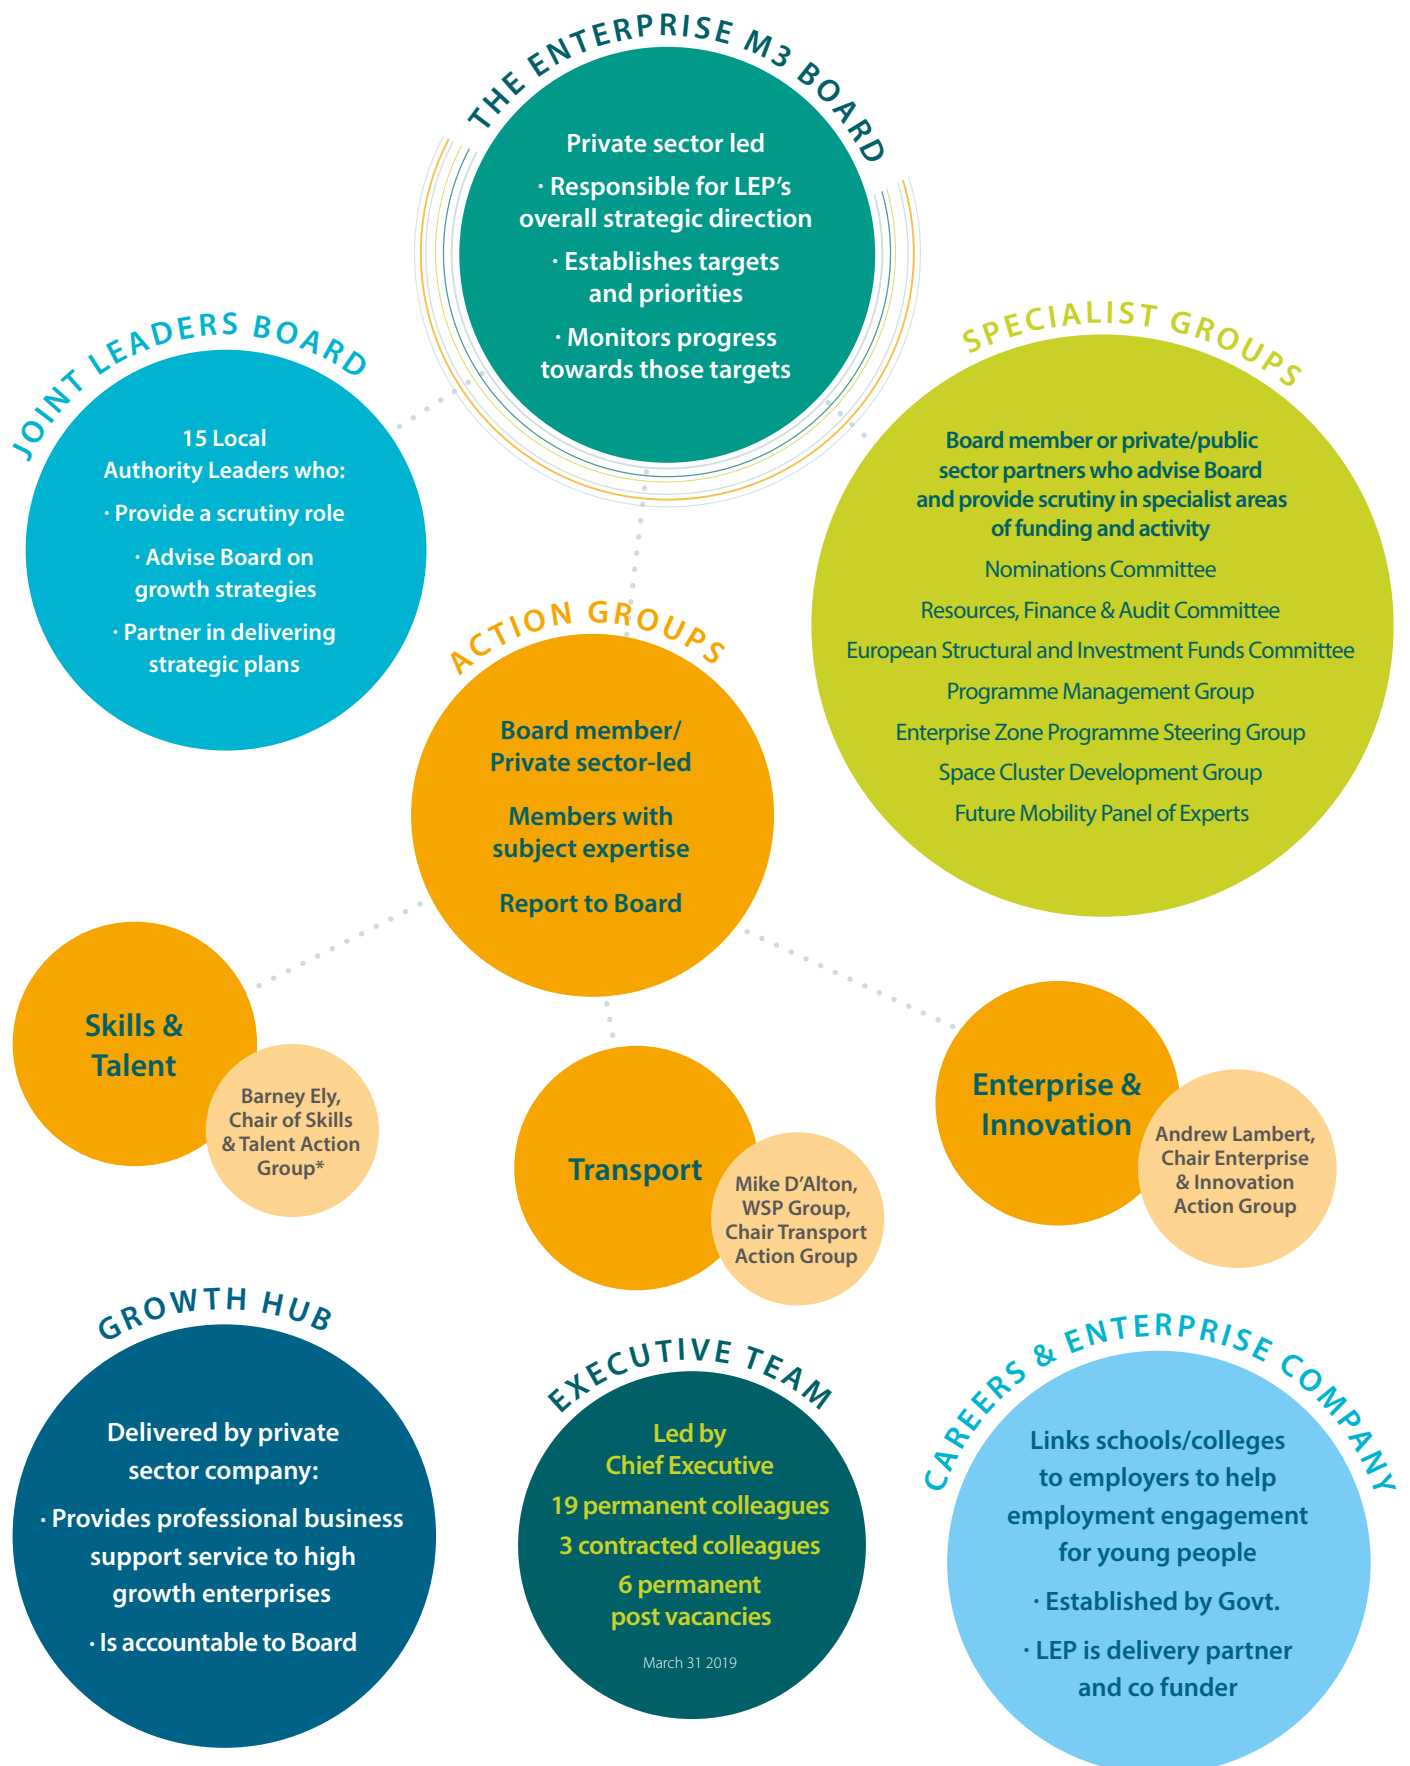 THE ENTERPRISE M3 BOARD
Private sector led
· Responsible for LEP’s
overall strategic direction
· Establishes targets
and priorities
· Monitors progress
towards those targets
JOINT LEADERS BOARD
15 Local
Authority Leaders who:
· Provide a scrutiny role
· Advise Board on
growth strategies
· Partner in delivering
strategic plans
SPECIALIST GROUPS
Board member or private/public
sector partners who advise Board
and provide scrutiny in specialist areas
of funding and activity
Nominations Committee
Resources, Finance & Audit Committee
European Structural and Investment Funds Committee
Programme Management Group
Enterprise Zone Programme Steering Group
Space Cluster Development Group
Future Mobility Panel of Experts
ACTION GROUPS
Board member/
Private sector-led
Members with
subject expertise
Report to Board
Skills &
Talent
Barney Ely,
Chair of Skills
& Talent Action
Group*
Transport
Mike D’Alton,
WSP Group,
Chair Transport
Action Group
Enterprise &
Innovation
Andrew Lambert,
Chair Enterprise
& Innovation
Action Group
GROWTH HUB
Delivered by private
sector company:
· Provides professional business
support service to high
growth enterprises
· Is accountable to Board
EXECUTIVE TEAM
Led by
Chief Executive
19 permanent colleagues
3 contracted colleagues
6 permanent
post vacancies
March 31 2019
CAREERS & ENTERPRISE COMPANY
Links schools/colleges
to employers to help
employment engagement
for young people
· Established by Govt.
· LEP is delivery partner
and co funder